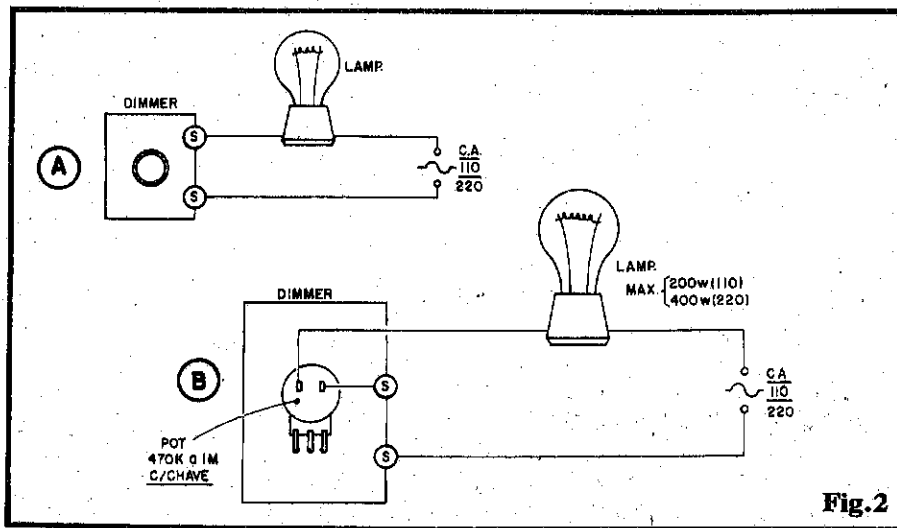 LAMP.
DIMMER
S
A
C.A.
110
220
S
LAMP.
MAX. 200w(110)
400w(220)
DIMMER
B
S
C.A.
110
220
POT
470K a 1M
C/CHAVE
S
Fig.2